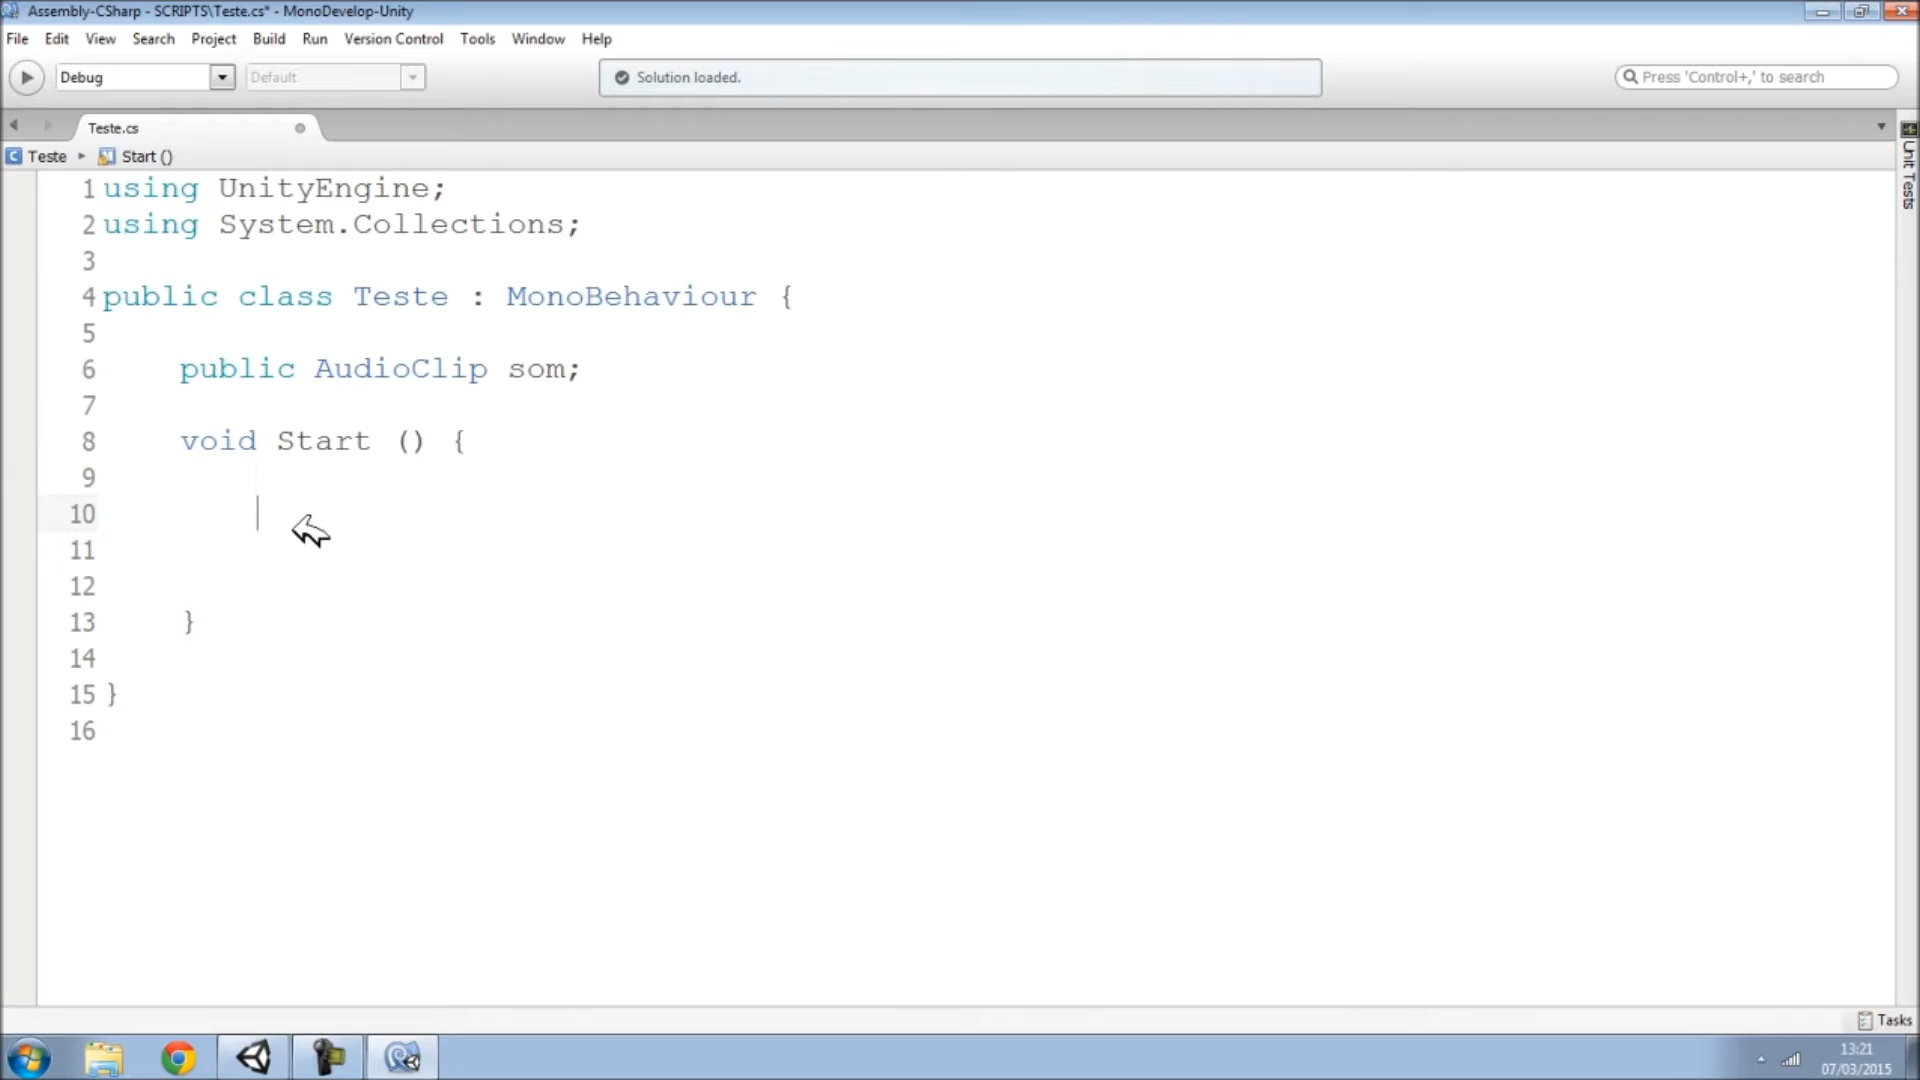 Assembly-CSharp - SCRIPTS\Teste.cs* - MonoDevelop-Unity
File Edit View Search Project Build Run Version Control Tools Window Help
Debug Default Solution loaded. Press 'Control+,' to search
Teste.cs
Teste Start ()
Unit Tests
1 using UnityEngine;
2 using System.Collections;
3
4 public class Teste : MonoBehaviour {
5
6 public AudioClip som;
7
8 void Start () {
9
10
11
12
13 }
14
15 }
16
Tasks
13:21
07/03/2015